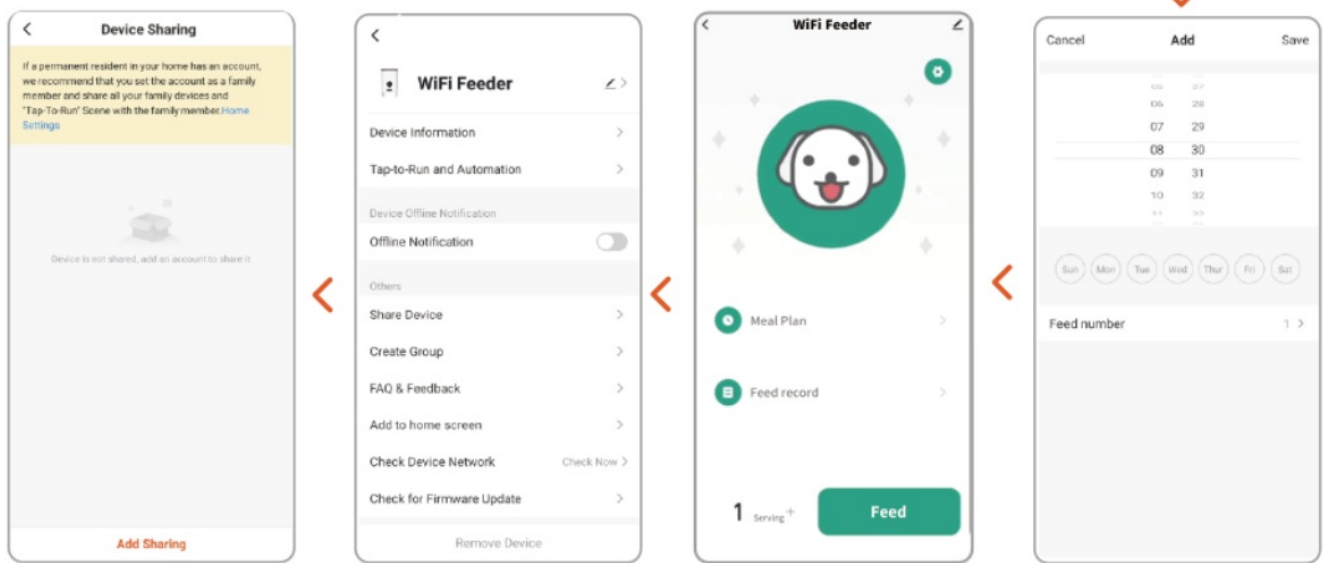 Device Sharing
If a permanent resident in your home has an account,
we recommend that you set the account as a family
member and share all your family devices and
"Tap-To-Run" Scene with the family member.Home
Settings
Device is not shared, add an account to share it
Add Sharing
WiFi Feeder
Device Information
Tap-to-Run and Automation
Device Offline Notification
Offline Notification
Others
Share Device
Create Group
FAQ & Feedback
Add to home screen
Check Device Network Check Now
Check for Firmware Update
Remove Device
WiFi Feeder
Meal Plan
Feed record
1 Serving +
Feed
Cancel Add Save
05 27
06 28
07 29
08 30
09 31
10 32
11 33
Sun Mon Tue Wed Thur Fri Sat
Feed number 1